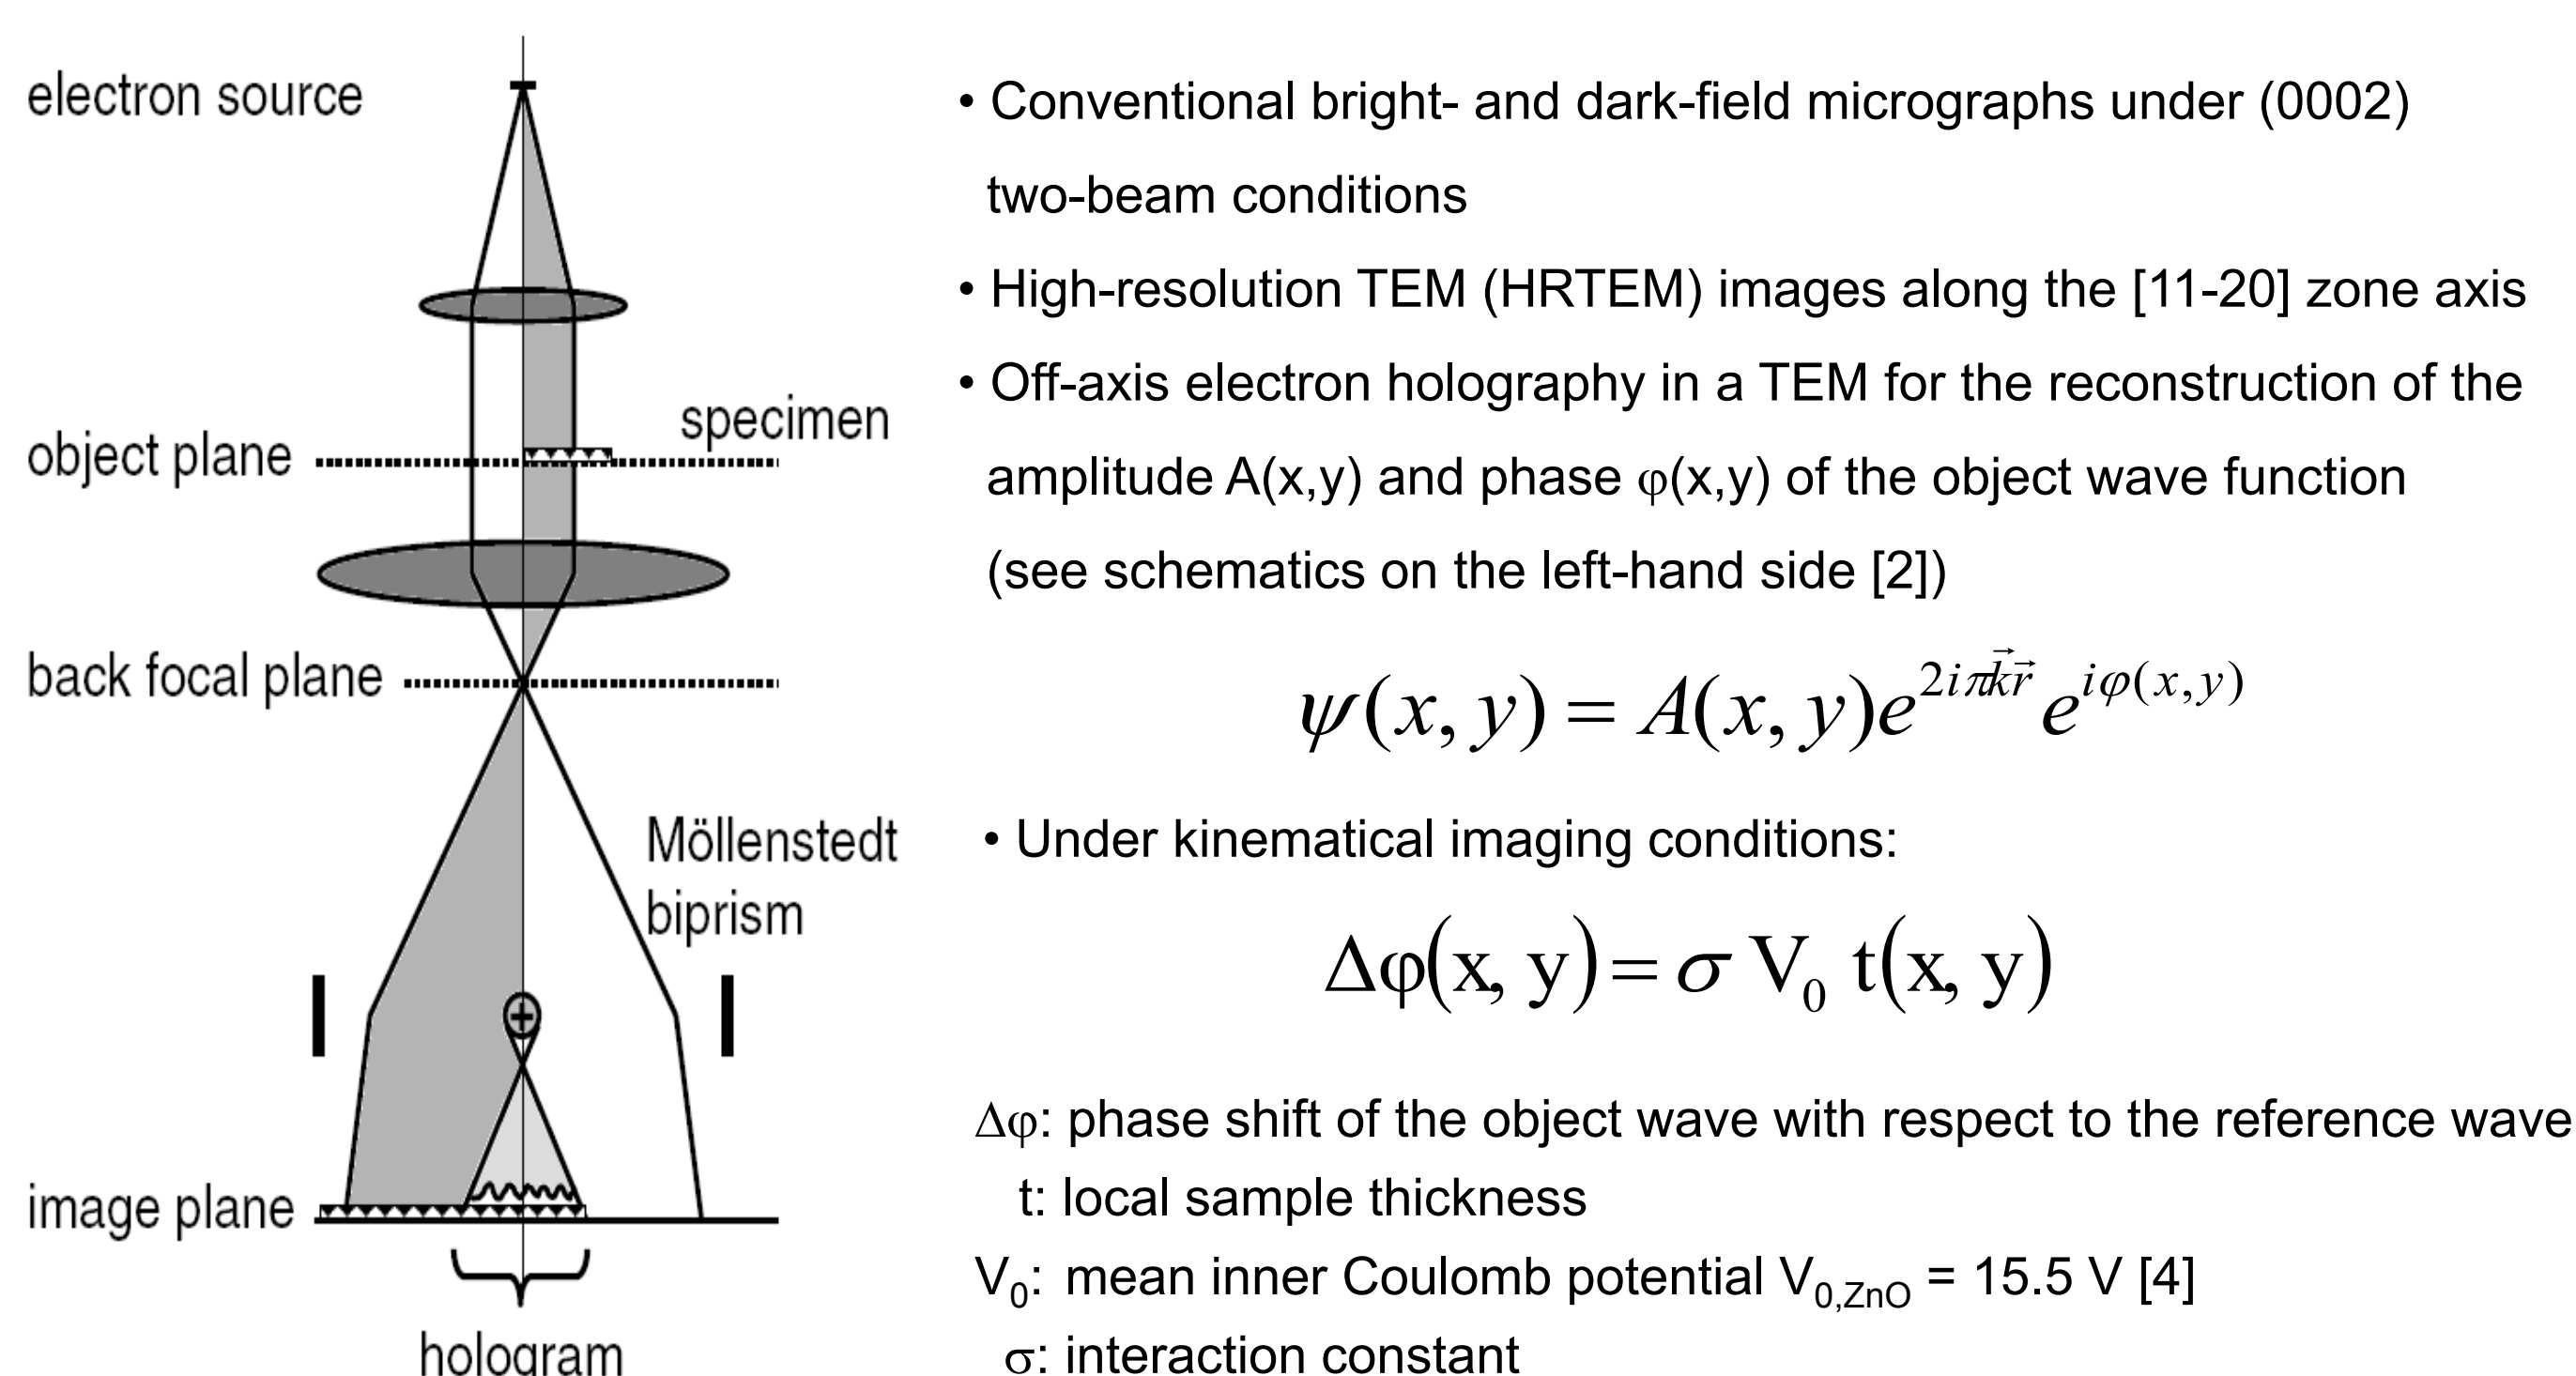 electron source
object plane
specimen
back focal plane
Möllenstedt
biprism
image plane
hologram
• Conventional bright- and dark-field micrographs under (0002)
two-beam conditions
• High-resolution TEM (HRTEM) images along the [11-20] zone axis
• Off-axis electron holography in a TEM for the reconstruction of the
amplitude A(x,y) and phase φ(x,y) of the object wave function
(see schematics on the left-hand side [2])
ψ(x, y) = A(x, y)e^{2iπk⃗r⃗} e^{iφ(x,y)}
• Under kinematical imaging conditions:
Δφ(x, y) = σ V₀ t(x, y)
Δφ: phase shift of the object wave with respect to the reference wave
t: local sample thickness
V₀: mean inner Coulomb potential V₀,ZnO = 15.5 V [4]
σ: interaction constant